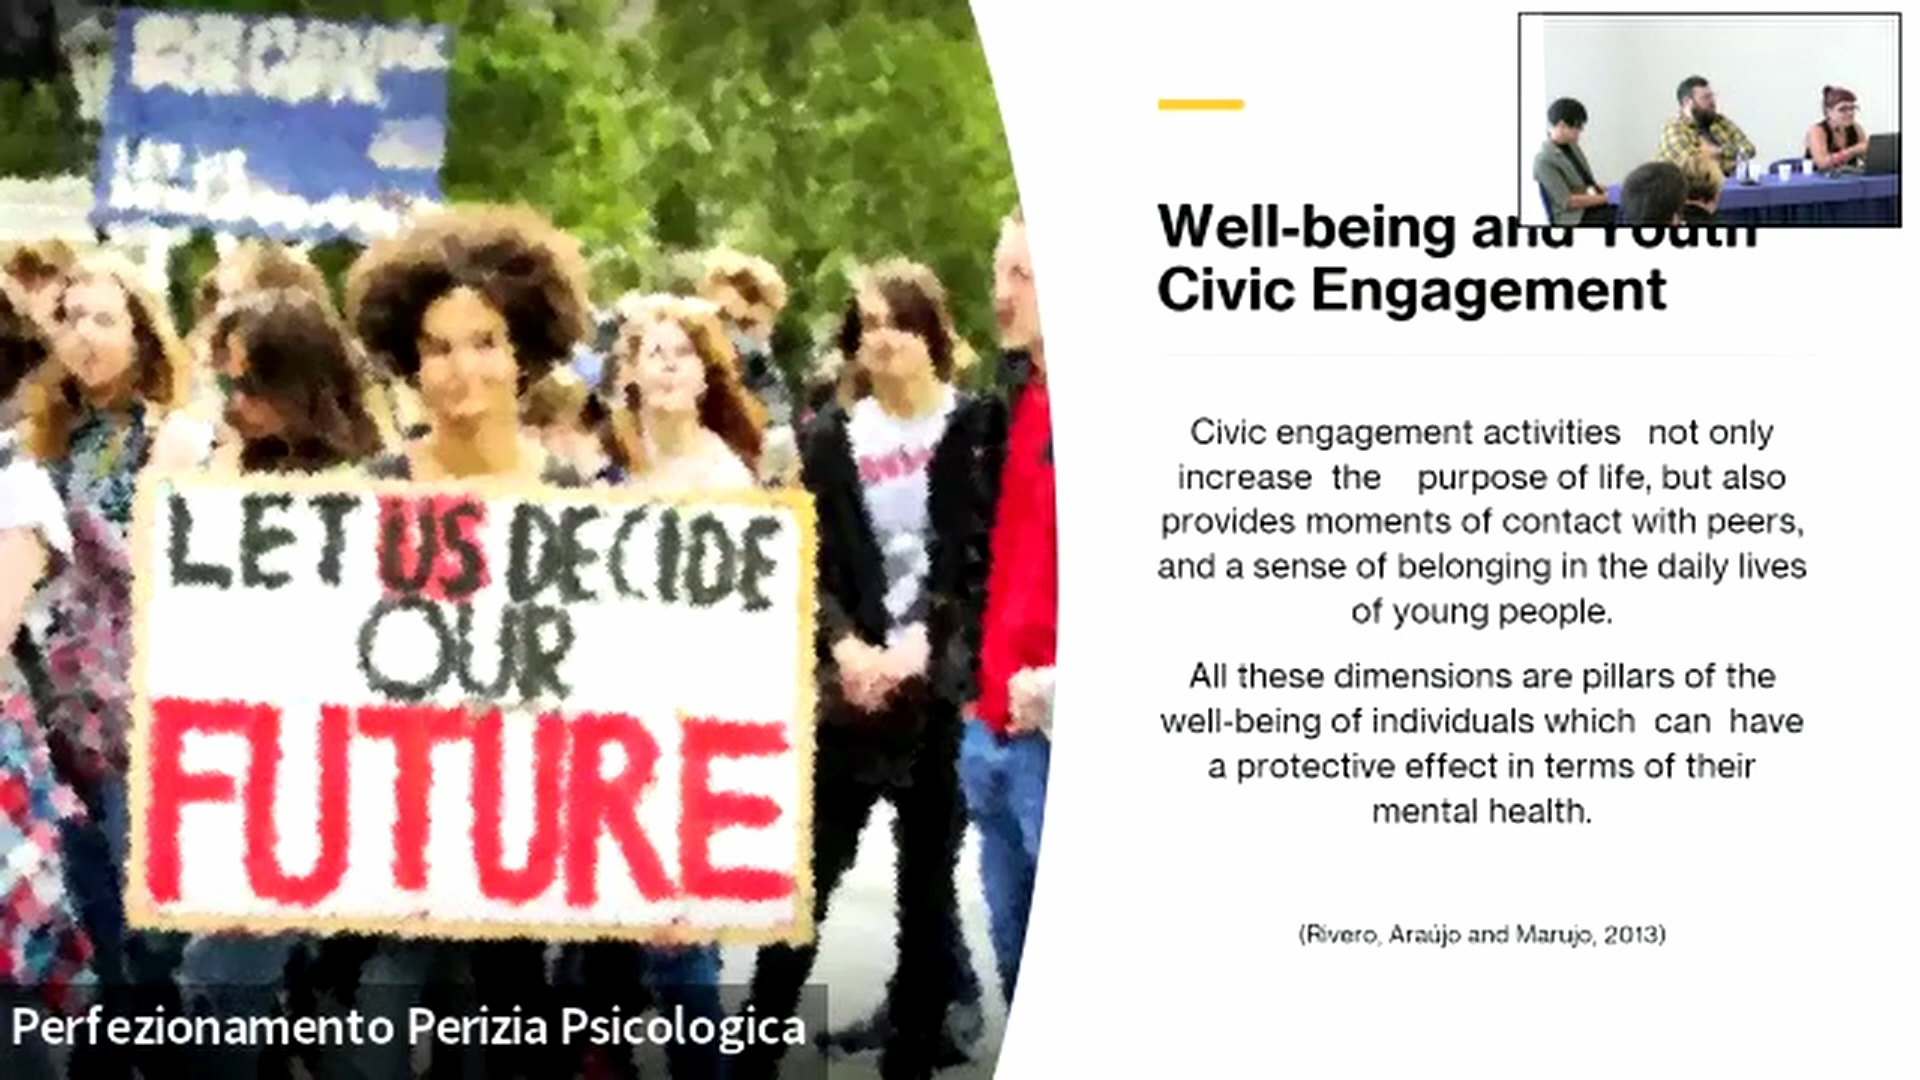 LET US DECIDE
OUR
FUTURE
Perfezionamento Perizia Psicologica
Well-being and Youth
Civic Engagement
Civic engagement activities not only
increase the purpose of life, but also
provides moments of contact with peers,
and a sense of belonging in the daily lives
of young people.
All these dimensions are pillars of the
well-being of individuals which can have
a protective effect in terms of their
mental health.
(Rivero, Araújo and Marujo, 2013)